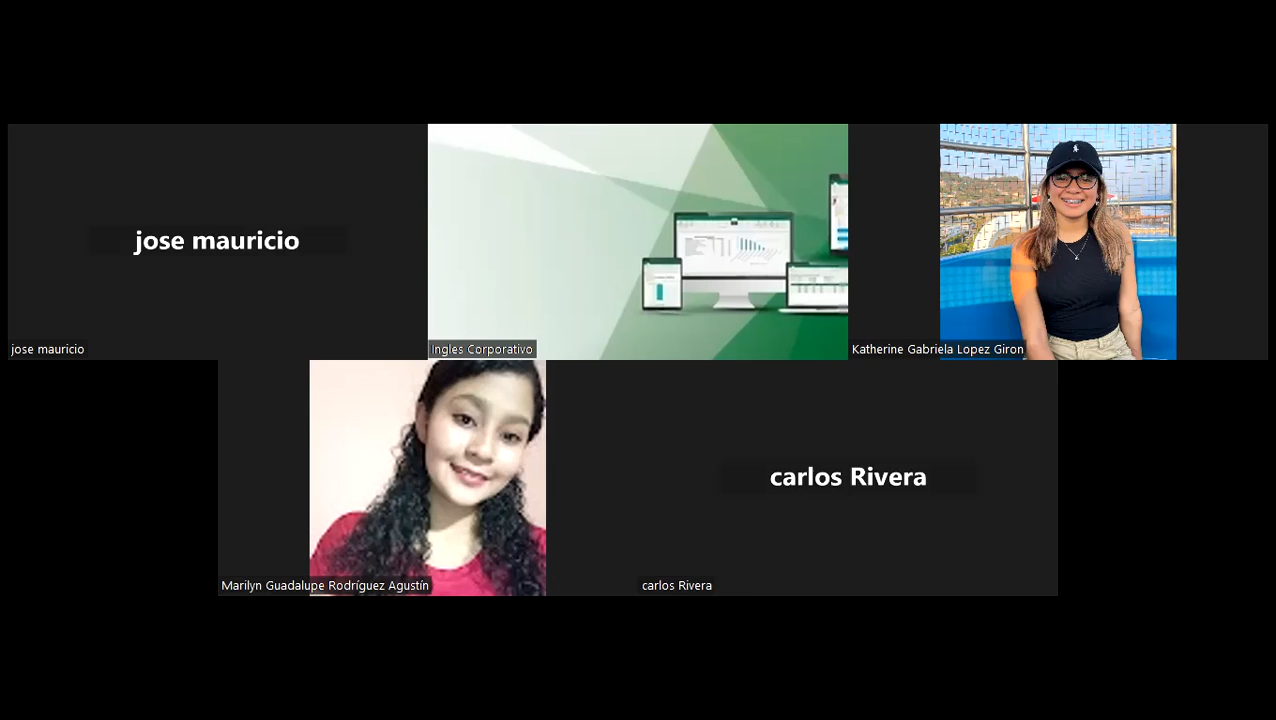 jose mauricio
jose mauricio
Ingles Corporativo
Katherine Gabriela Lopez Giron
Marilyn Guadalupe Rodríguez Agustín
carlos Rivera
carlos Rivera